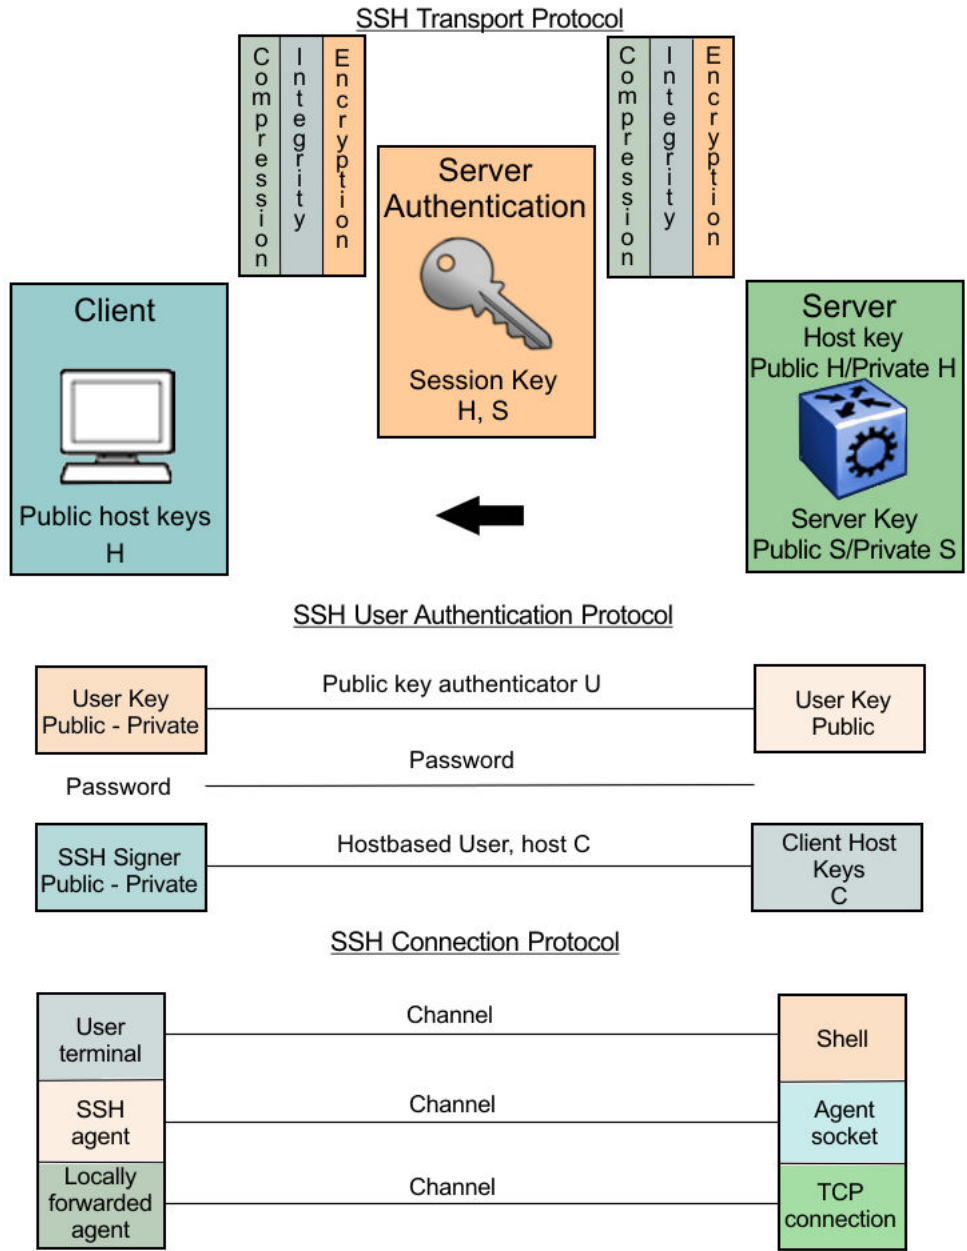 SSH Transport Protocol
Compression
Integrity
Encryption
Compression
Integrity
Encryption
Server
Authentication
Session Key
H, S
Client
Public host keys
H
Server
Host key
Public H/Private H
Server Key
Public S/Private S
SSH User Authentication Protocol
User Key
Public - Private
Public key authenticator U
User Key
Public
Password
Password
SSH Signer
Public - Private
Hostbased User, host C
Client Host
Keys
C
SSH Connection Protocol
User
terminal
Channel
Shell
SSH
agent
Channel
Agent
socket
Locally
forwarded
agent
Channel
TCP
connection